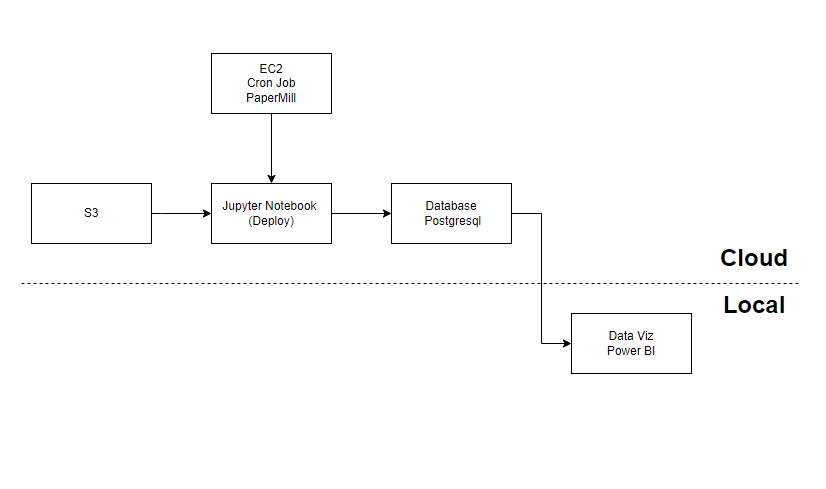 EC2
Cron Job
PaperMill
S3
Jupyter Notebook
(Deploy)
Database
Postgresql
Cloud
Local
Data Viz
Power BI